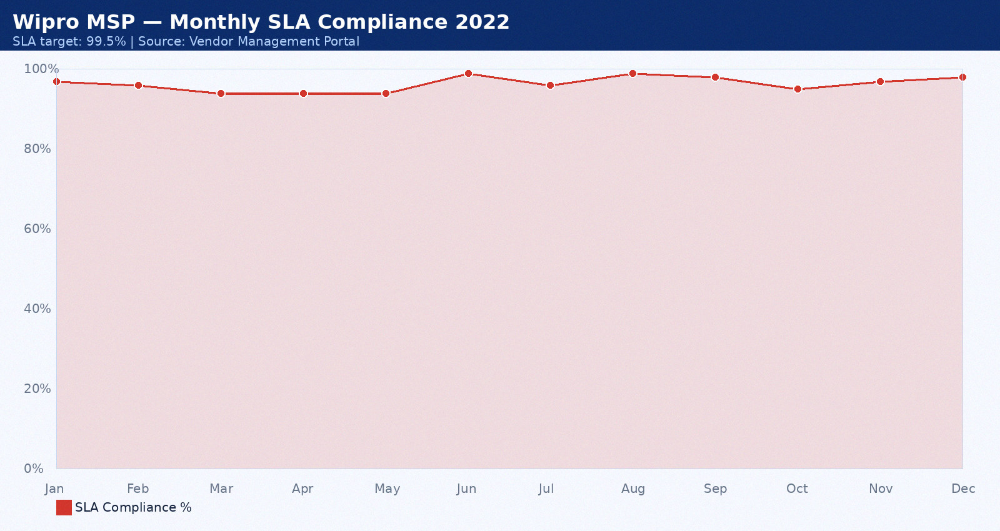 Wipro MSP — Monthly SLA Compliance 2022
SLA target: 99.5% | Source: Vendor Management Portal
100%
80%
60%
40%
20%
0%
Jan Feb Mar Apr May Jun Jul Aug Sep Oct Nov Dec
SLA Compliance %